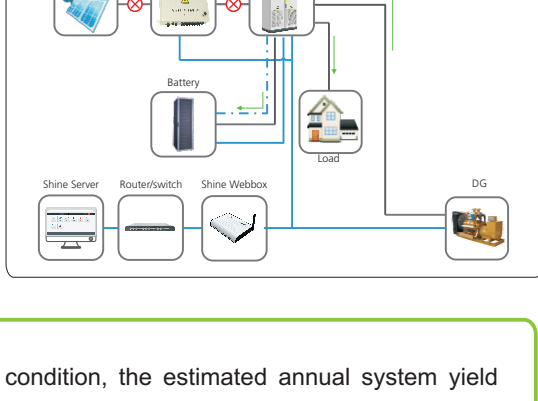 Battery
Load
Shine Server
Router/switch
Shine Webbox
DG
condition, the estimated annual system yield